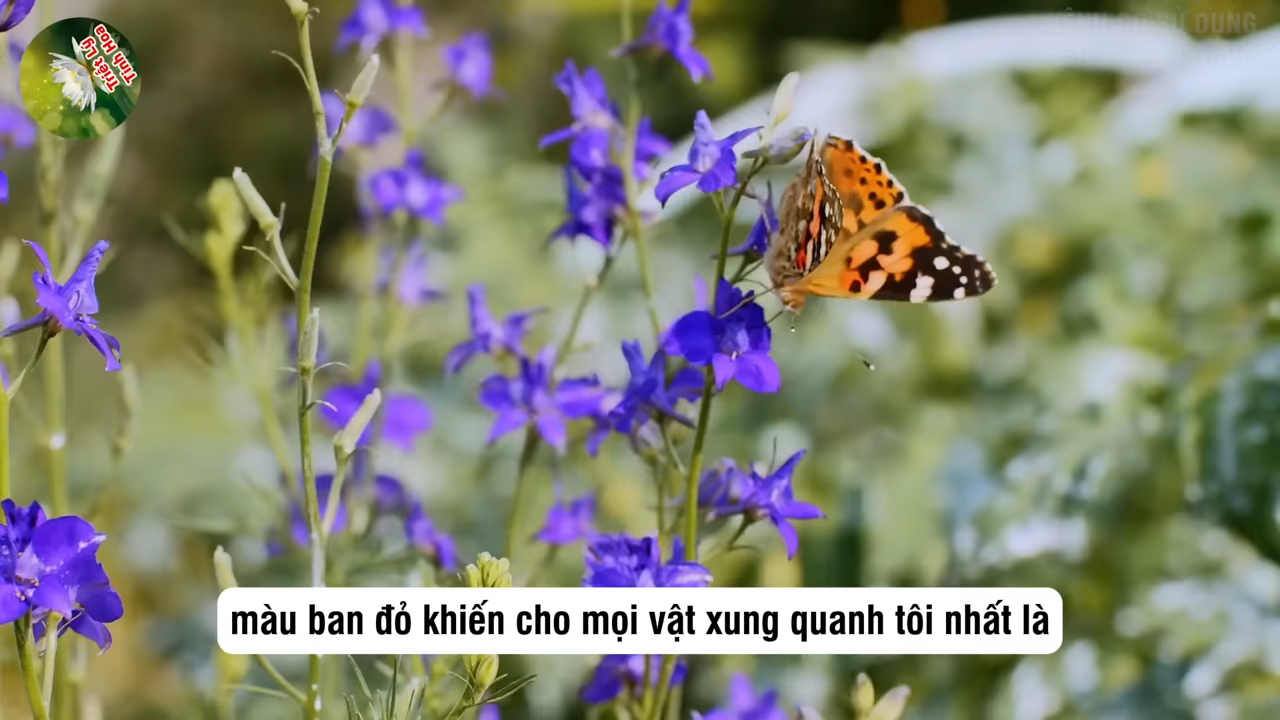 Triết Lý
Tinh Hoa
màu ban đỏ khiến cho mọi vật xung quanh tôi nhất là